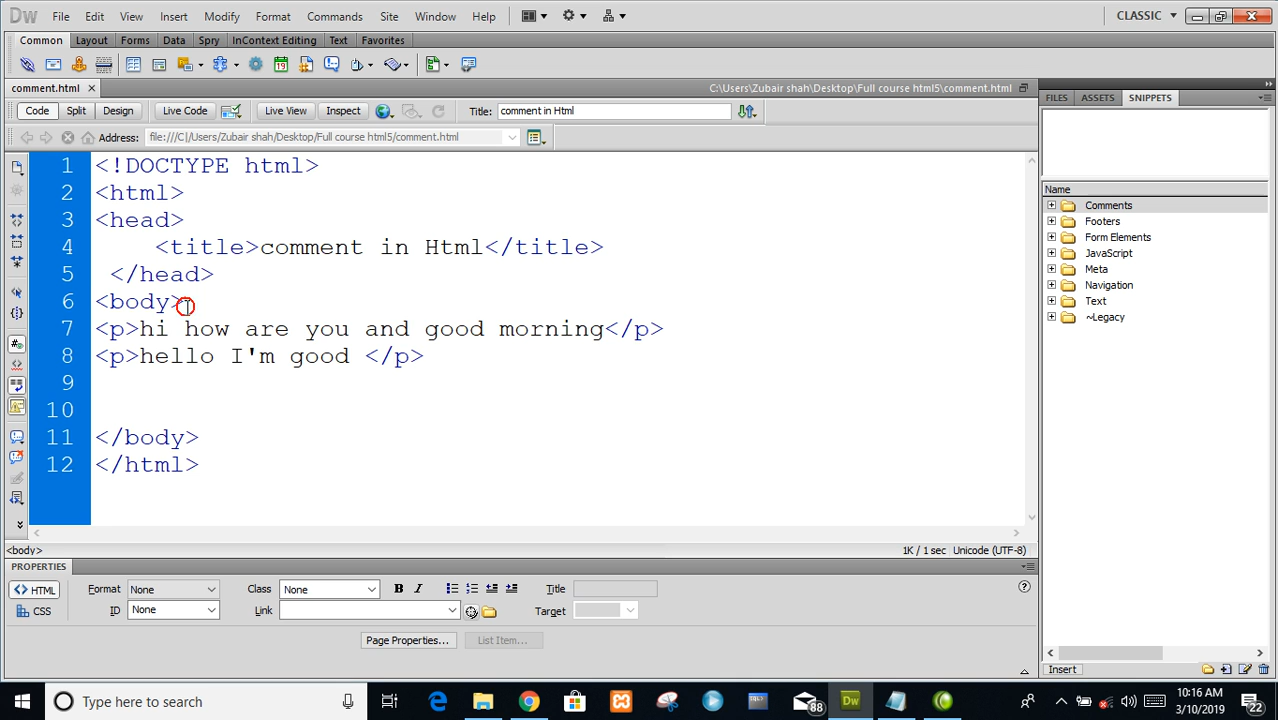 Dw File Edit View Insert Modify Format Commands Site Window Help CLASSIC
Common Layout Forms Data Spry InContext Editing Text Favorites
comment.html C:\Users\Zubair shah\Desktop\Full course html5\comment.html
Code Split Design Live Code Live View Inspect Title: comment in Html
FILES ASSETS SNIPPETS
Address: file:///C|/Users/Zubair shah/Desktop/Full course html5/comment.html
1 <!DOCTYPE html>
2 <html>
3 <head>
4 <title>comment in Html</title>
5 </head>
6 <body>
7 <p>hi how are you and good morning</p>
8 <p>hello I'm good </p>
9
10
11 </body>
12 </html>
Name
Comments
Footers
Form Elements
JavaScript
Meta
Navigation
Text
~Legacy
<body> 1K / 1 sec Unicode (UTF-8)
PROPERTIES
<> HTML Format None Class None B I Title
CSS ID None Link Target
Page Properties... List Item...
Insert
Type here to search
88
Dw
10:16 AM
3/10/2019
22